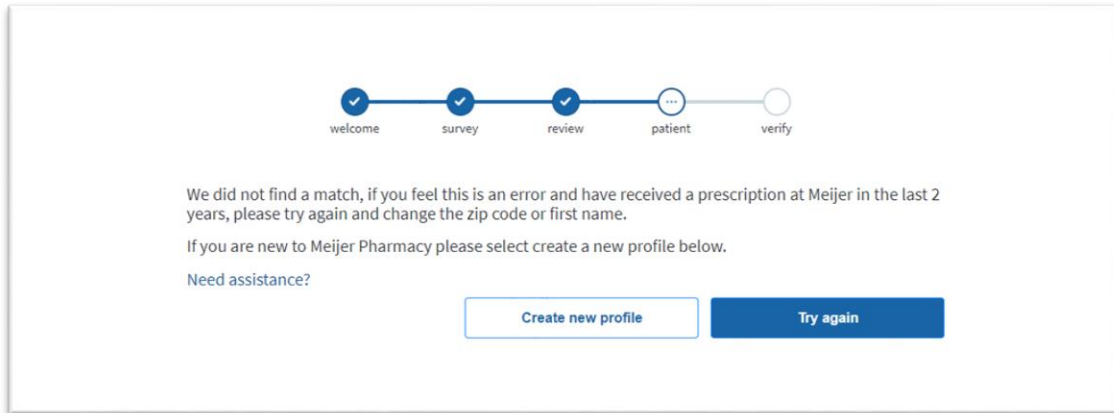 welcome survey review patient verify
We did not find a match, if you feel this is an error and have received a prescription at Meijer in the last 2
years, please try again and change the zip code or first name.
If you are new to Meijer Pharmacy please select create a new profile below.
Need assistance?
Create new profile Try again